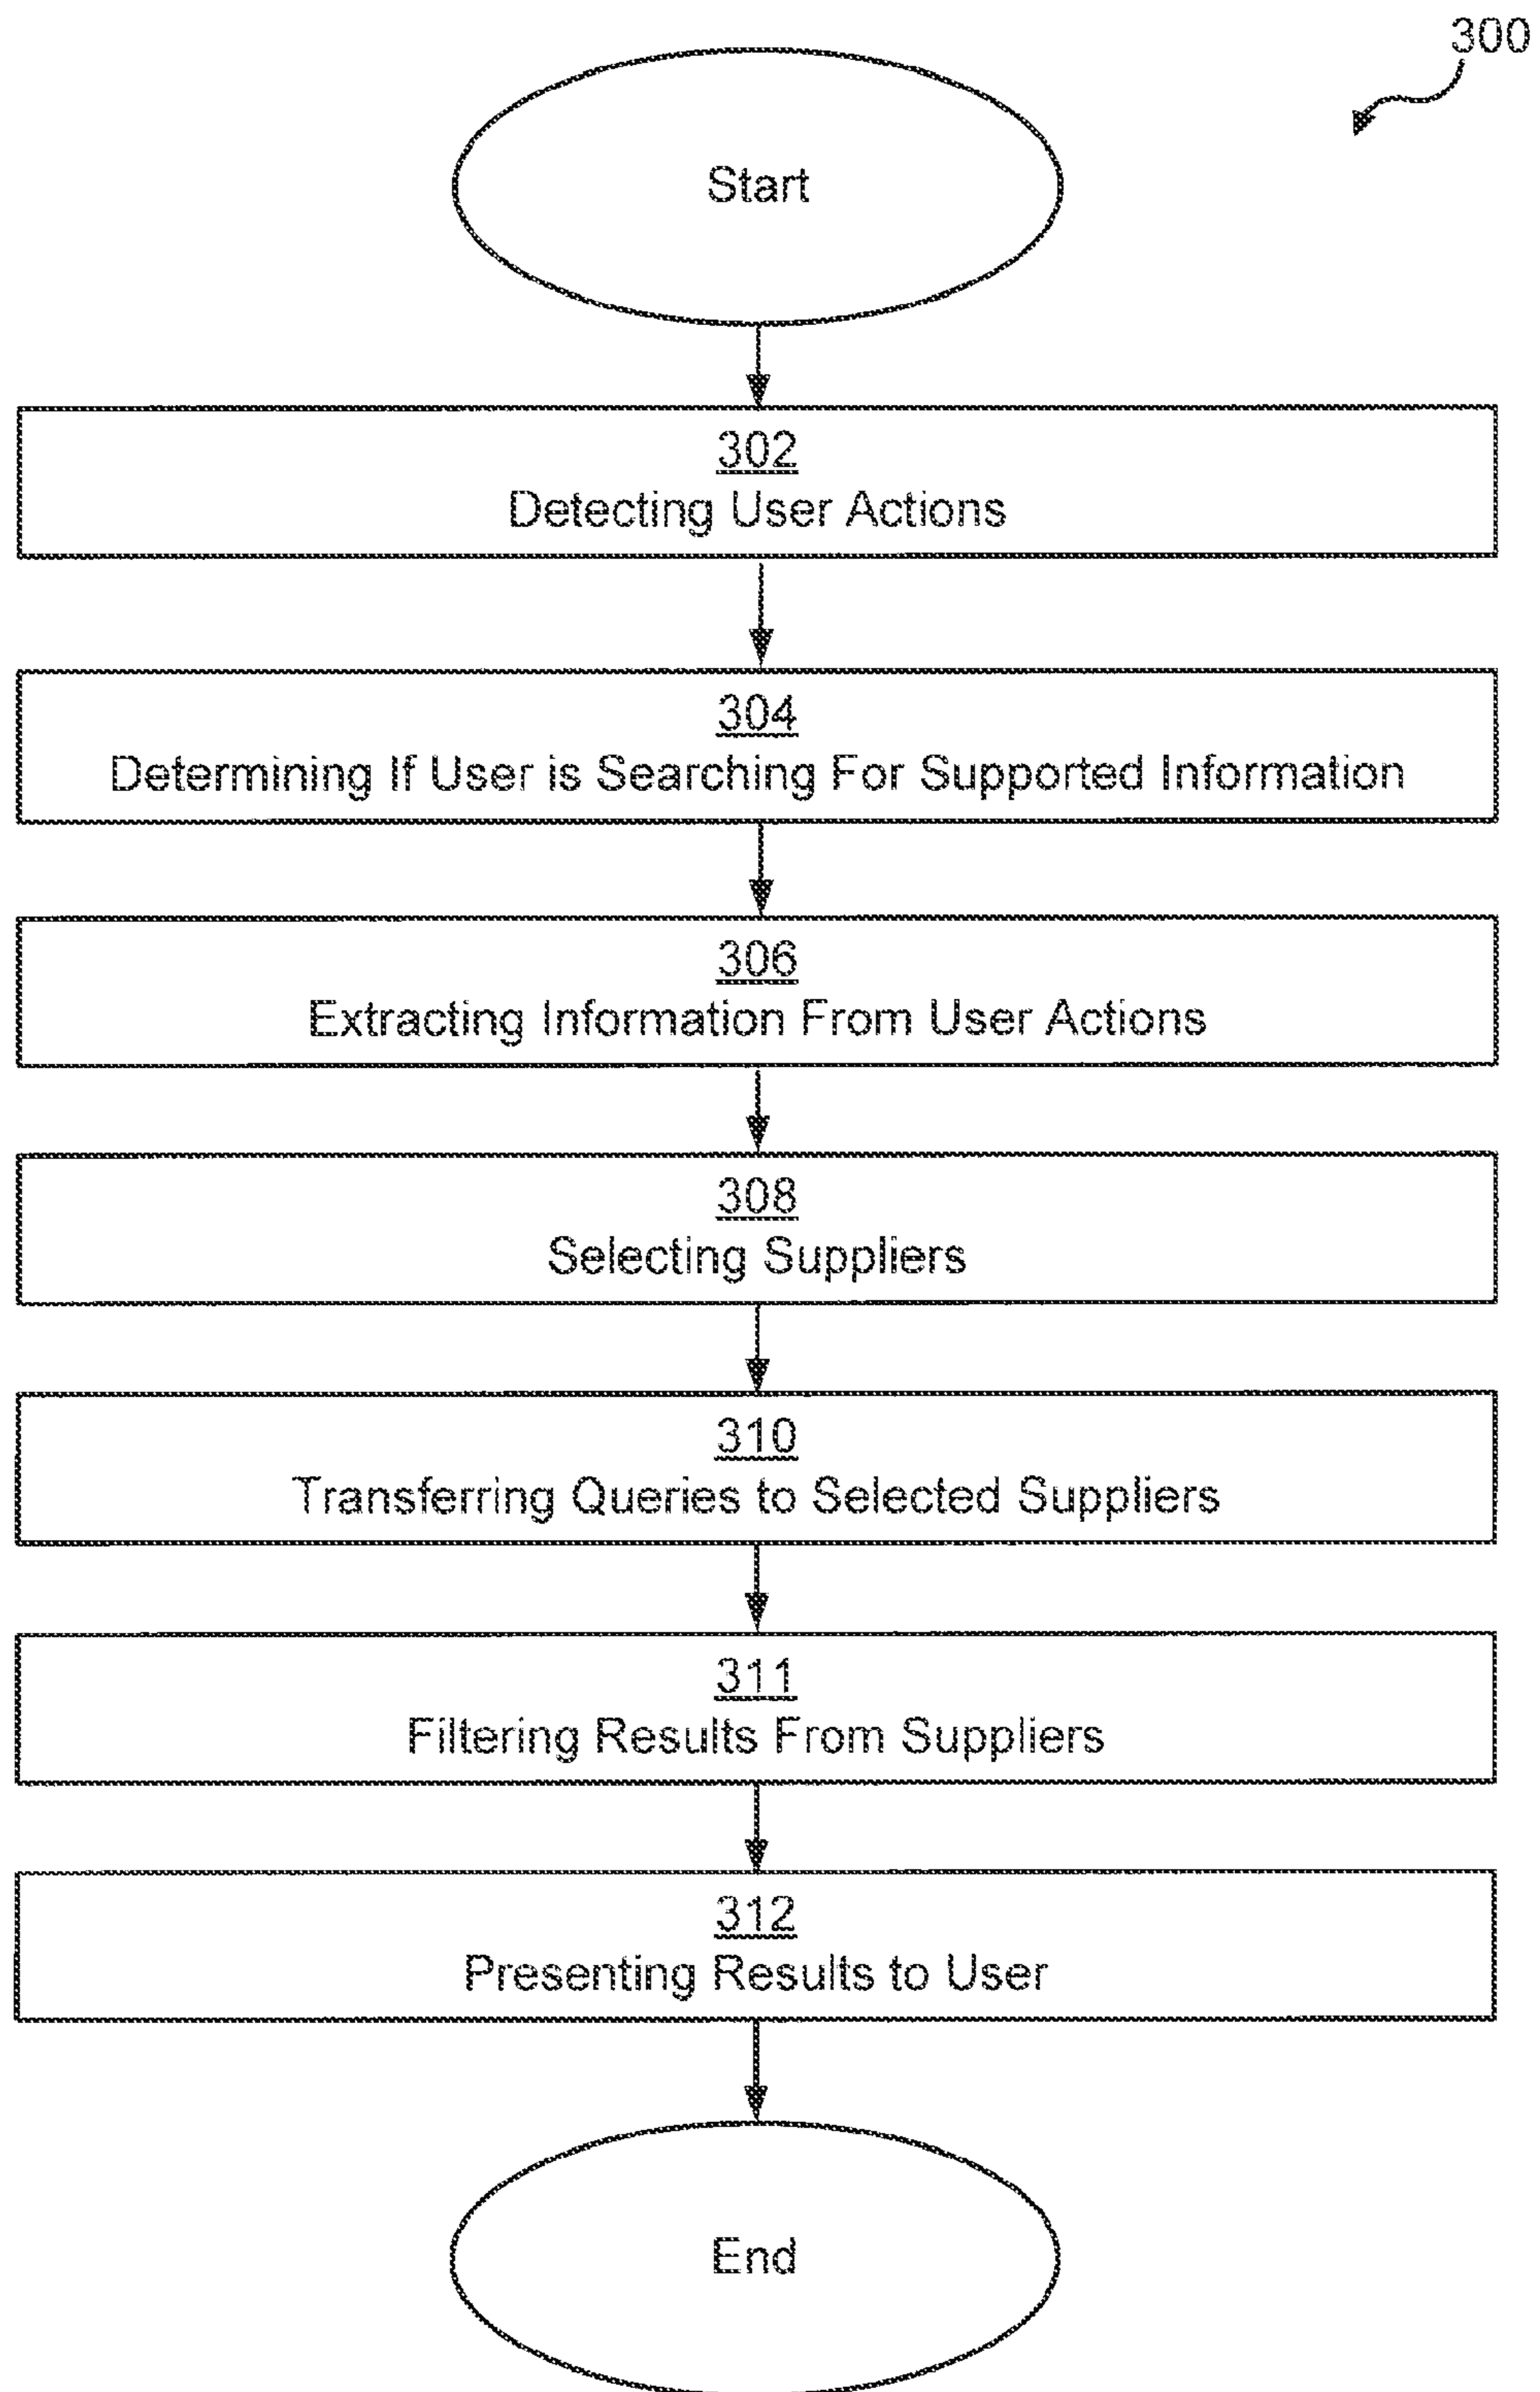 300
Start
302
Detecting User Actions
304
Determining If User is Searching For Supported Information
306
Extracting Information From User Actions
308
Selecting Suppliers
310
Transferring Queries to Selected Suppliers
311
Filtering Results From Suppliers
312
Presenting Results to User
End